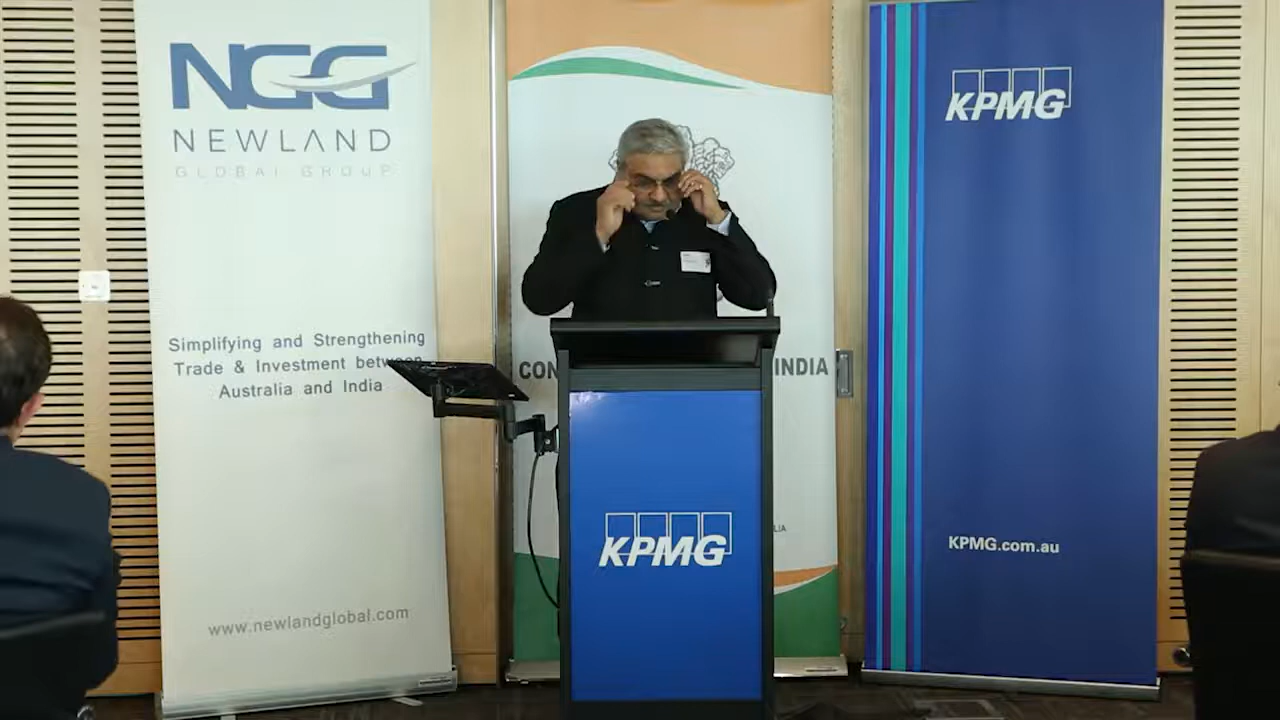 NGG
NEWLAND
GLOBAL GROUP
Simplifying and Strengthening
Trade & Investment between
Australia and India
www.newlandglobal.com
CON INDIA
LIA
KPMG
KPMG
KPMG.com.au